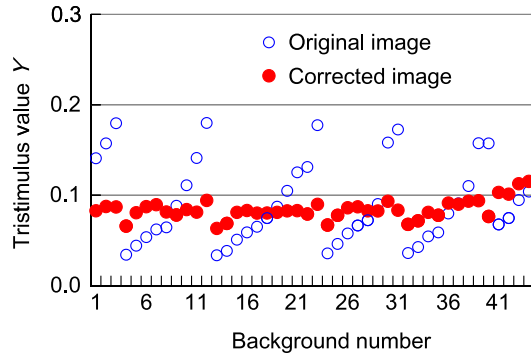 0.3
Original image
Corrected image
0.2
Tristimulus value Y
0.1
0.0
1 6 11 16 21 26 31 36 41
Background number